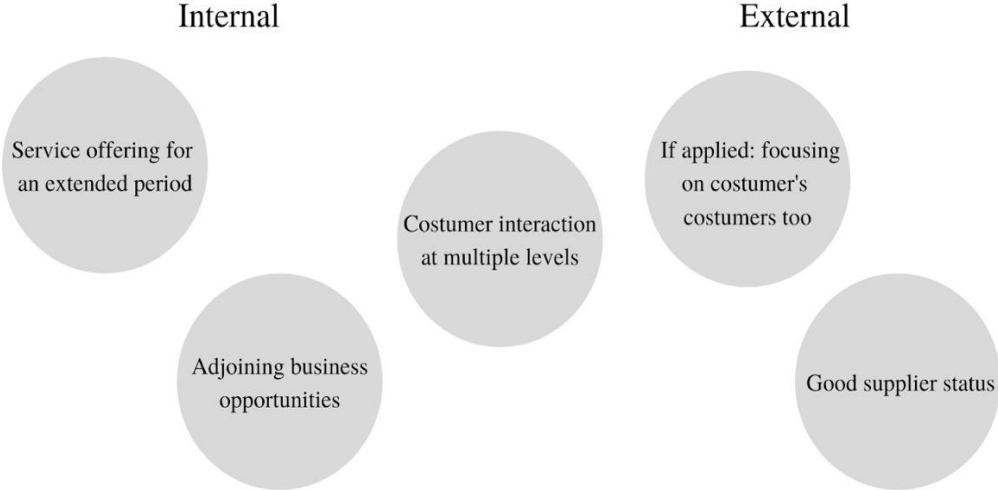 Internal
External
Service offering for
an extended period
Adjoining business
opportunities
Costumer interaction
at multiple levels
If applied: focusing
on costumer's
costumers too
Good supplier status